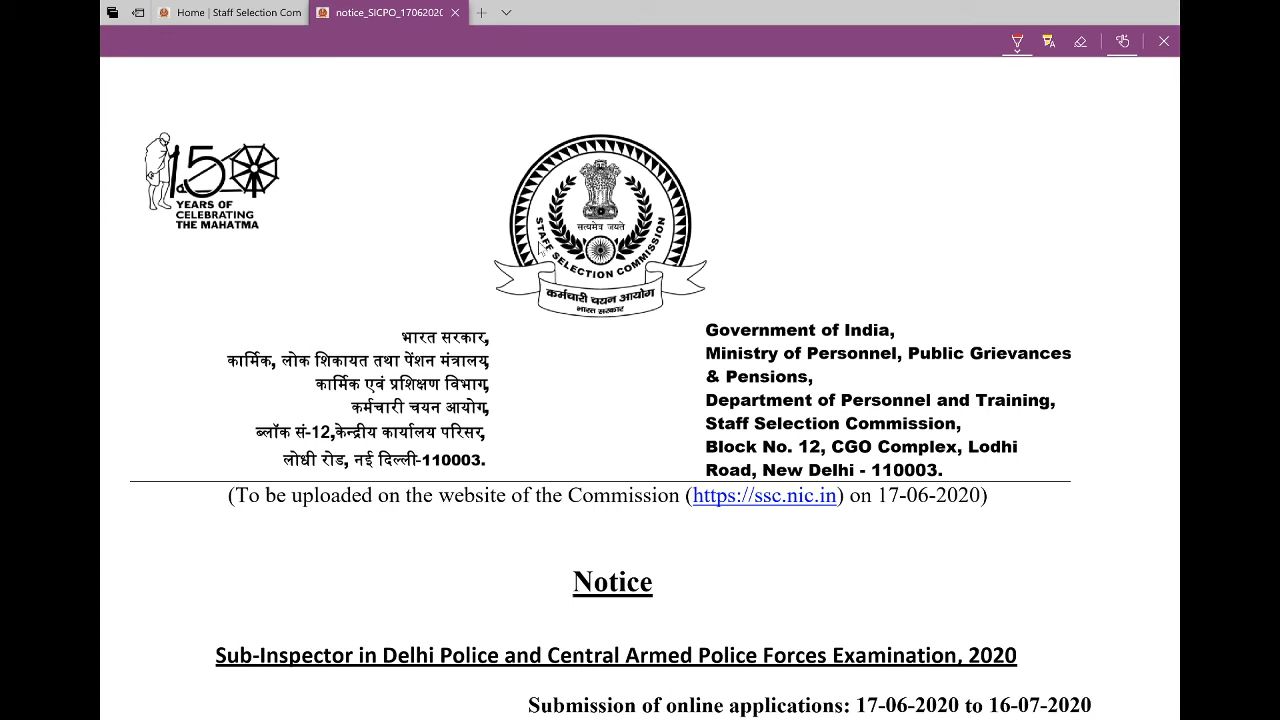 Home | Staff Selection Com
notice_SICPO_17062020
150
YEARS OF
CELEBRATING
THE MAHATMA
सत्यमेव जयते
STAFF SELECTION COMMISSION
कर्मचारी चयन आयोग
भारत सरकार
भारत सरकार,
कार्मिक, लोक शिकायत तथा पेंशन मंत्रालय,
कार्मिक एवं प्रशिक्षण विभाग,
कर्मचारी चयन आयोग,
ब्लॉक सं-12,केन्द्रीय कार्यालय परिसर,
लोधी रोड, नई दिल्ली-110003.
Government of India,
Ministry of Personnel, Public Grievances
& Pensions,
Department of Personnel and Training,
Staff Selection Commission,
Block No. 12, CGO Complex, Lodhi
Road, New Delhi - 110003.
(To be uploaded on the website of the Commission (https://ssc.nic.in) on 17-06-2020)
Notice
Sub-Inspector in Delhi Police and Central Armed Police Forces Examination, 2020
Submission of online applications: 17-06-2020 to 16-07-2020